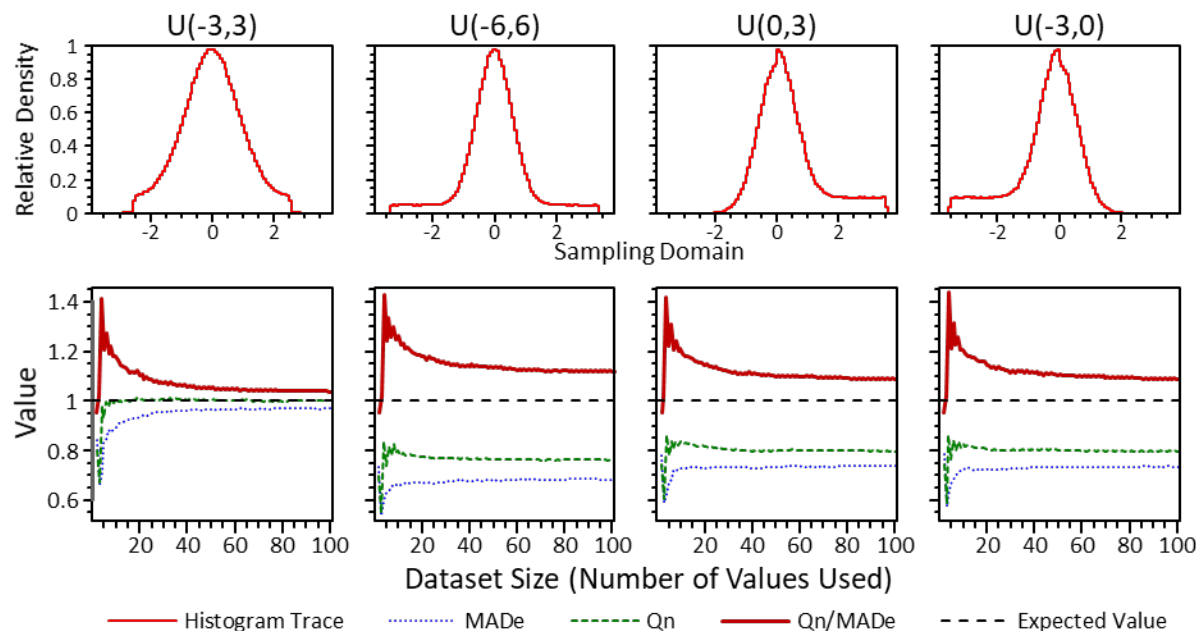 U(-3,3) U(-6,6) U(0,3) U(-3,0)
Relative Density
1
0.8
0.6
0.4
0.2
0
-2 0 2 -2 0 2 -2 0 2 -2 0 2
Sampling Domain
Value
1.4
1.2
1
0.8
0.6
20 40 60 80 100 20 40 60 80 100 20 40 60 80 100 20 40 60 80 100
Dataset Size (Number of Values Used)
Histogram Trace MADe Qn Qn/MADe Expected Value